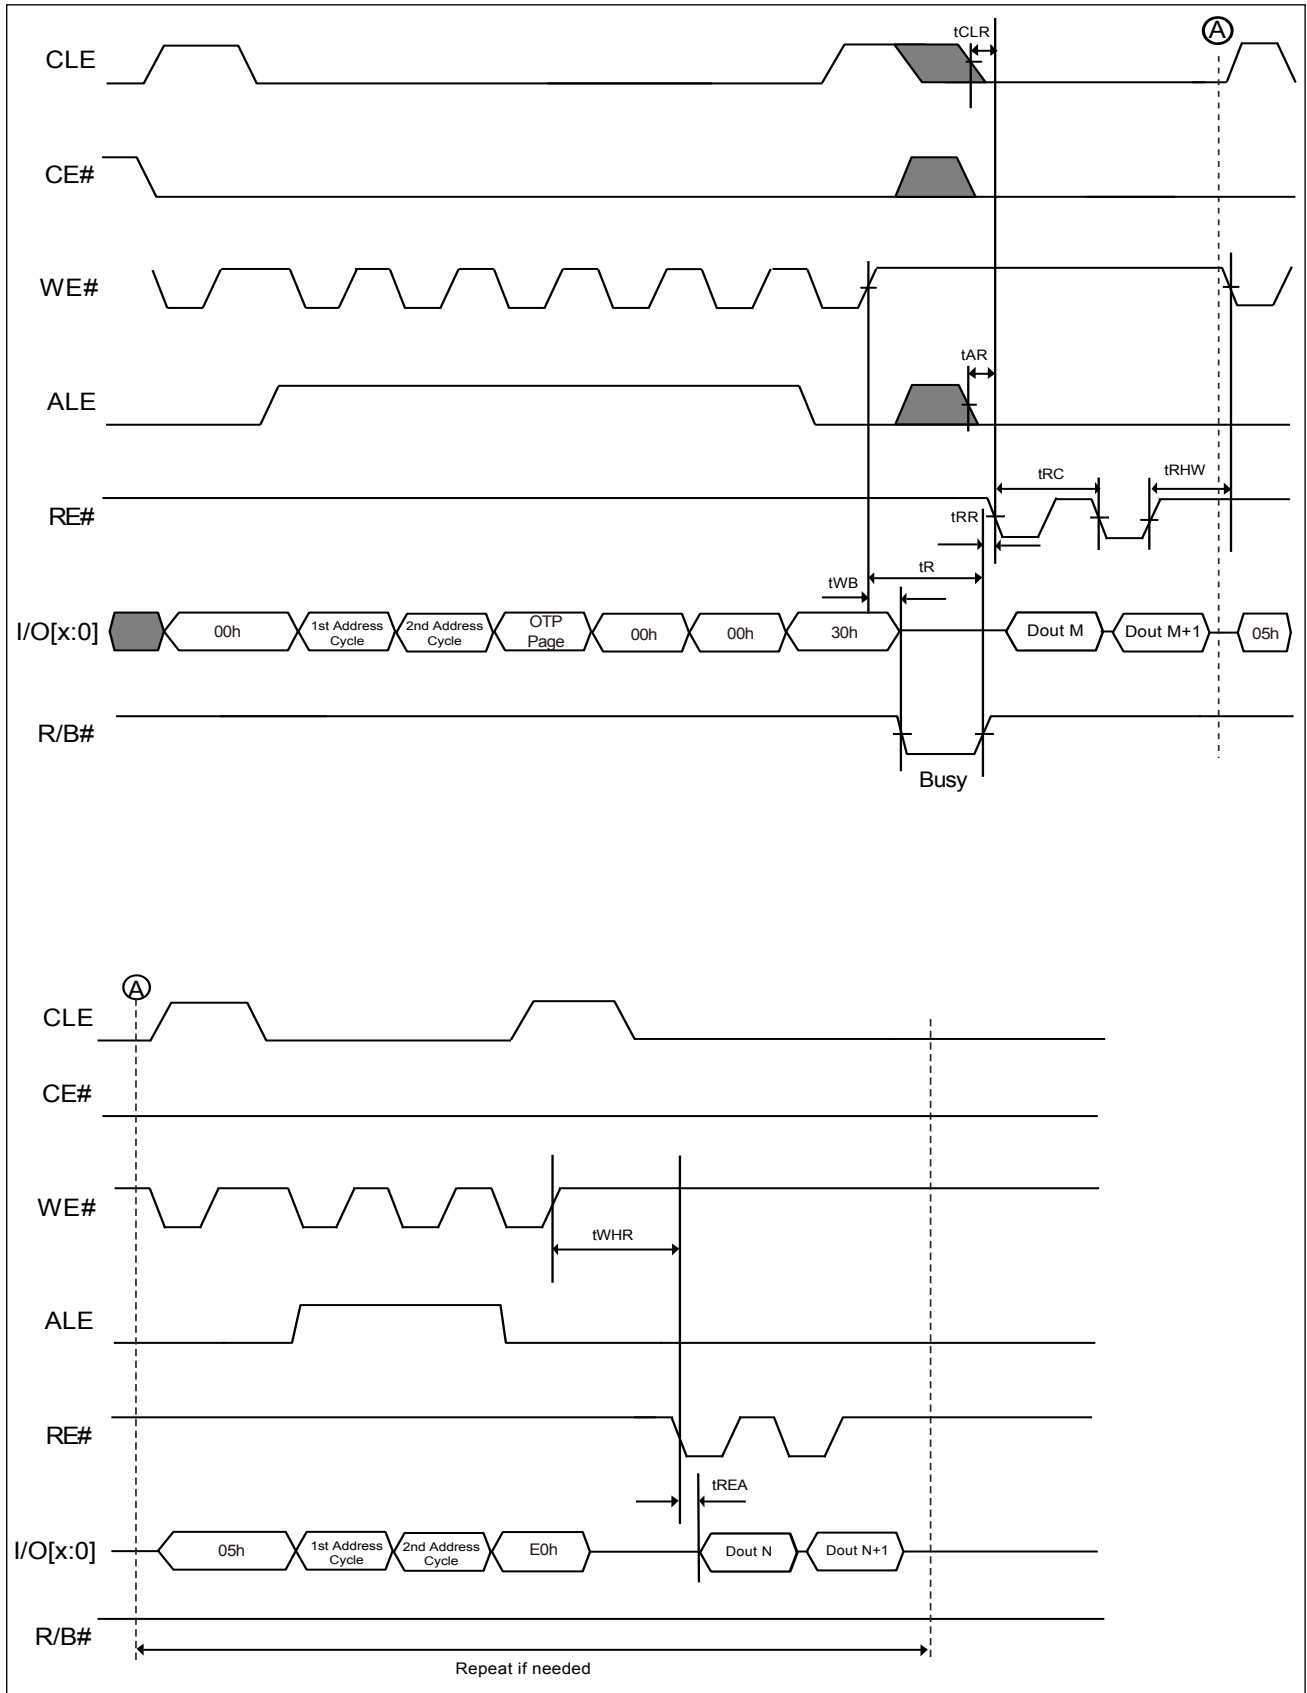 tCLR
A
CLE
CE#
WE#
tAR
ALE
tRC
tRHW
RE#
tRR
tR
tWB
I/O[x:0]
00h
1st Address
Cycle
2nd Address
Cycle
OTP
Page
00h
00h
30h
Dout M
Dout M+1
05h
R/B#
Busy
A
CLE
CE#
WE#
tWHR
ALE
RE#
tREA
I/O[x:0]
05h
1st Address
Cycle
2nd Address
Cycle
E0h
Dout N
Dout N+1
R/B#
Repeat if needed